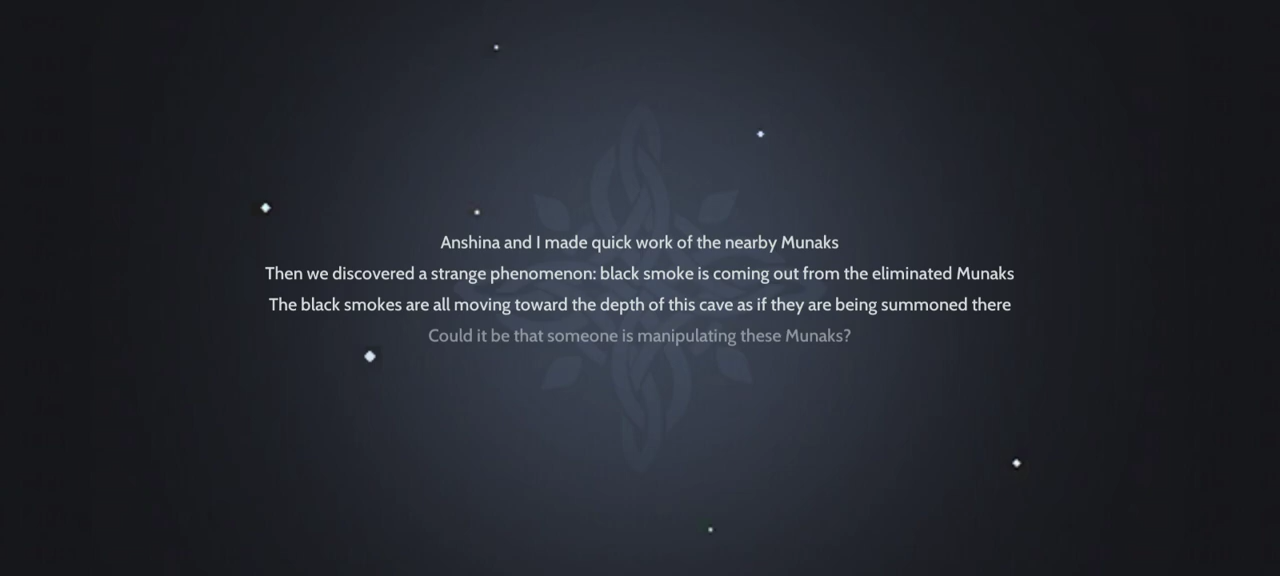 Anshina and I made quick work of the nearby Munaks
Then we discovered a strange phenomenon: black smoke is coming out from the eliminated Munaks
The black smokes are all moving toward the depth of this cave as if they are being summoned there
Could it be that someone is manipulating these Munaks?